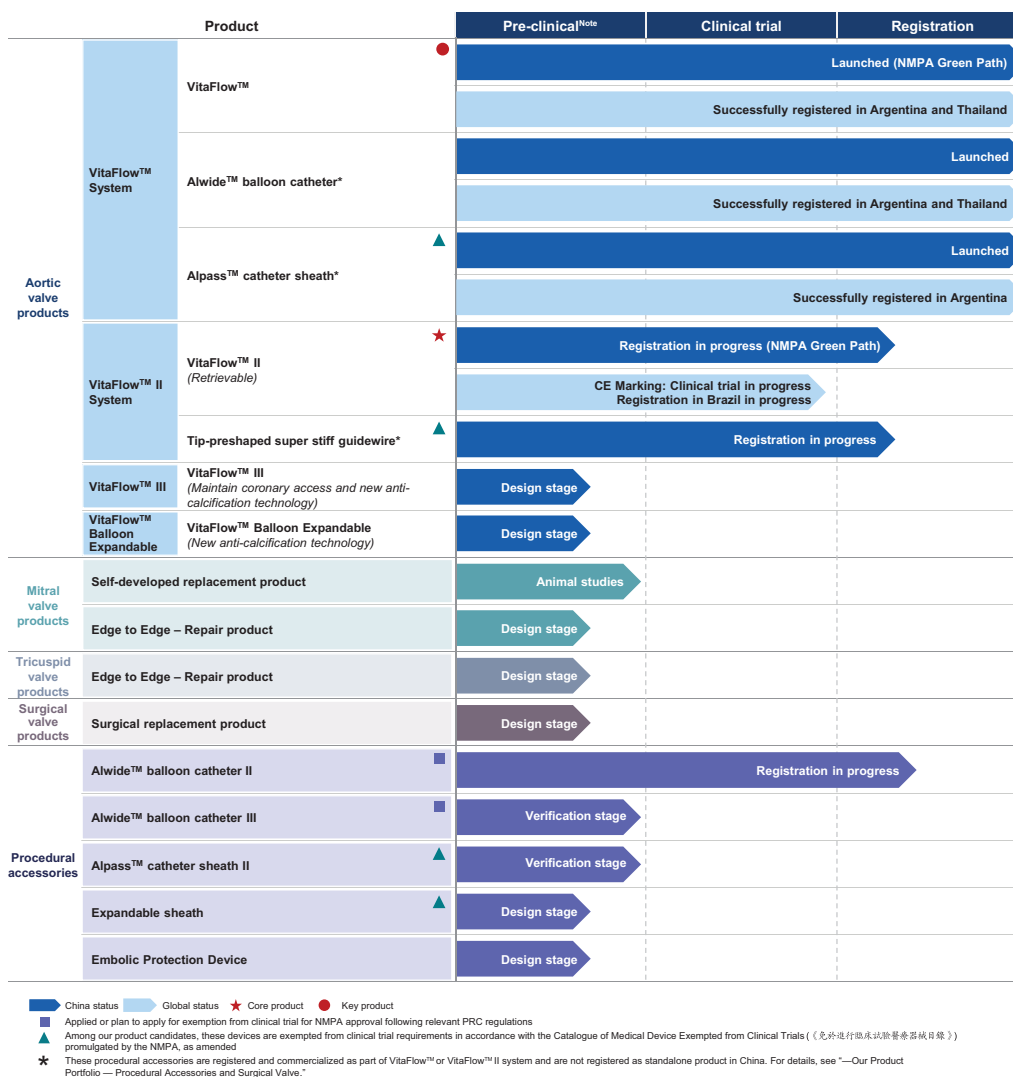 Product
Pre-clinicalNote
Clinical trial
Registration
Aortic
valve
products
VitaFlowTM
System
VitaFlowTM
Launched (NMPA Green Path)
Successfully registered in Argentina and Thailand
AlwideTM balloon catheter*
Launched
Successfully registered in Argentina and Thailand
AlpassTM catheter sheath*
Launched
Successfully registered in Argentina
VitaFlowTM II
System
VitaFlowTM II
(Retrievable)
Registration in progress (NMPA Green Path)
CE Marking: Clinical trial in progress
Registration in Brazil in progress
Tip-preshaped super stiff guidewire*
Registration in progress
VitaFlowTM III
VitaFlowTM III
(Maintain coronary access and new anti-
calcification technology)
Design stage
VitaFlowTM
Balloon
Expandable
VitaFlowTM Balloon Expandable
(New anti-calcification technology)
Design stage
Mitral
valve
products
Self-developed replacement product
Animal studies
Edge to Edge – Repair product
Design stage
Tricuspid
valve
products
Edge to Edge – Repair product
Design stage
Surgical
valve
products
Surgical replacement product
Design stage
Procedural
accessories
AlwideTM balloon catheter II
Registration in progress
AlwideTM balloon catheter III
Verification stage
AlpassTM catheter sheath II
Verification stage
Expandable sheath
Design stage
Embolic Protection Device
Design stage
China status Global status Core product Key product
Applied or plan to apply for exemption from clinical trial for NMPA approval following relevant PRC regulations
Among our product candidates, these devices are exempted from clinical trial requirements in accordance with the Catalogue of Medical Device Exempted from Clinical Trials (《免於進行臨床試驗醫療器械目錄》)
promulgated by the NMPA, as amended
* These procedural accessories are registered and commercialized as part of VitaFlowTM or VitaFlowTM II system and are not registered as standalone product in China. For details, see "—Our Product
Portfolio — Procedural Accessories and Surgical Valve."